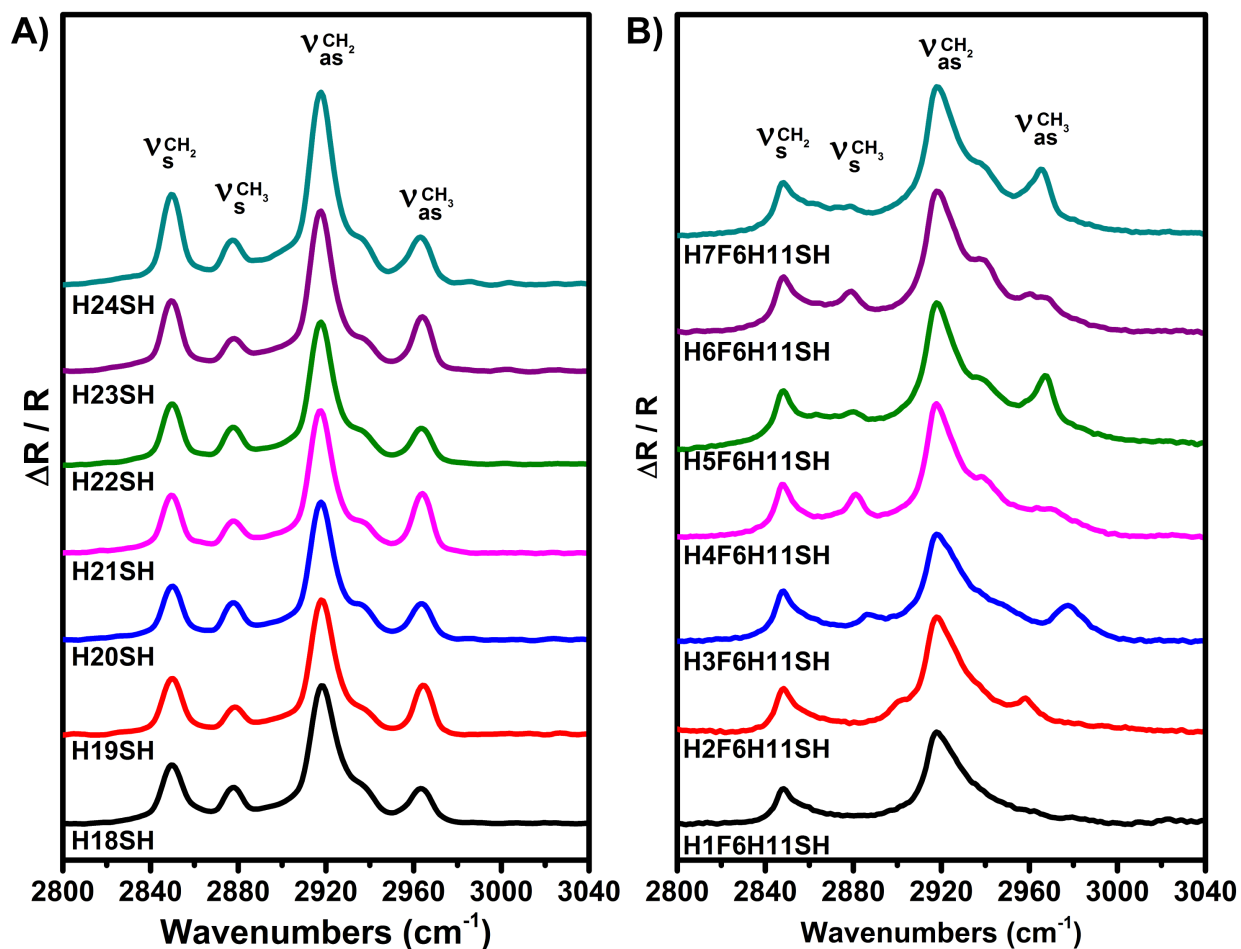 A)
ν_s^CH₂
ν_s^CH₃
ν_as^CH₂
ν_as^CH₃
H24SH
H23SH
H22SH
H21SH
H20SH
H19SH
H18SH
ΔR / R
2800 2840 2880 2920 2960 3000 3040
Wavenumbers (cm⁻¹)
B)
ν_s^CH₂
ν_s^CH₃
ν_as^CH₂
ν_as^CH₃
H7F6H11SH
H6F6H11SH
H5F6H11SH
H4F6H11SH
H3F6H11SH
H2F6H11SH
H1F6H11SH
ΔR / R
2800 2840 2880 2920 2960 3000 3040
Wavenumbers (cm⁻¹)